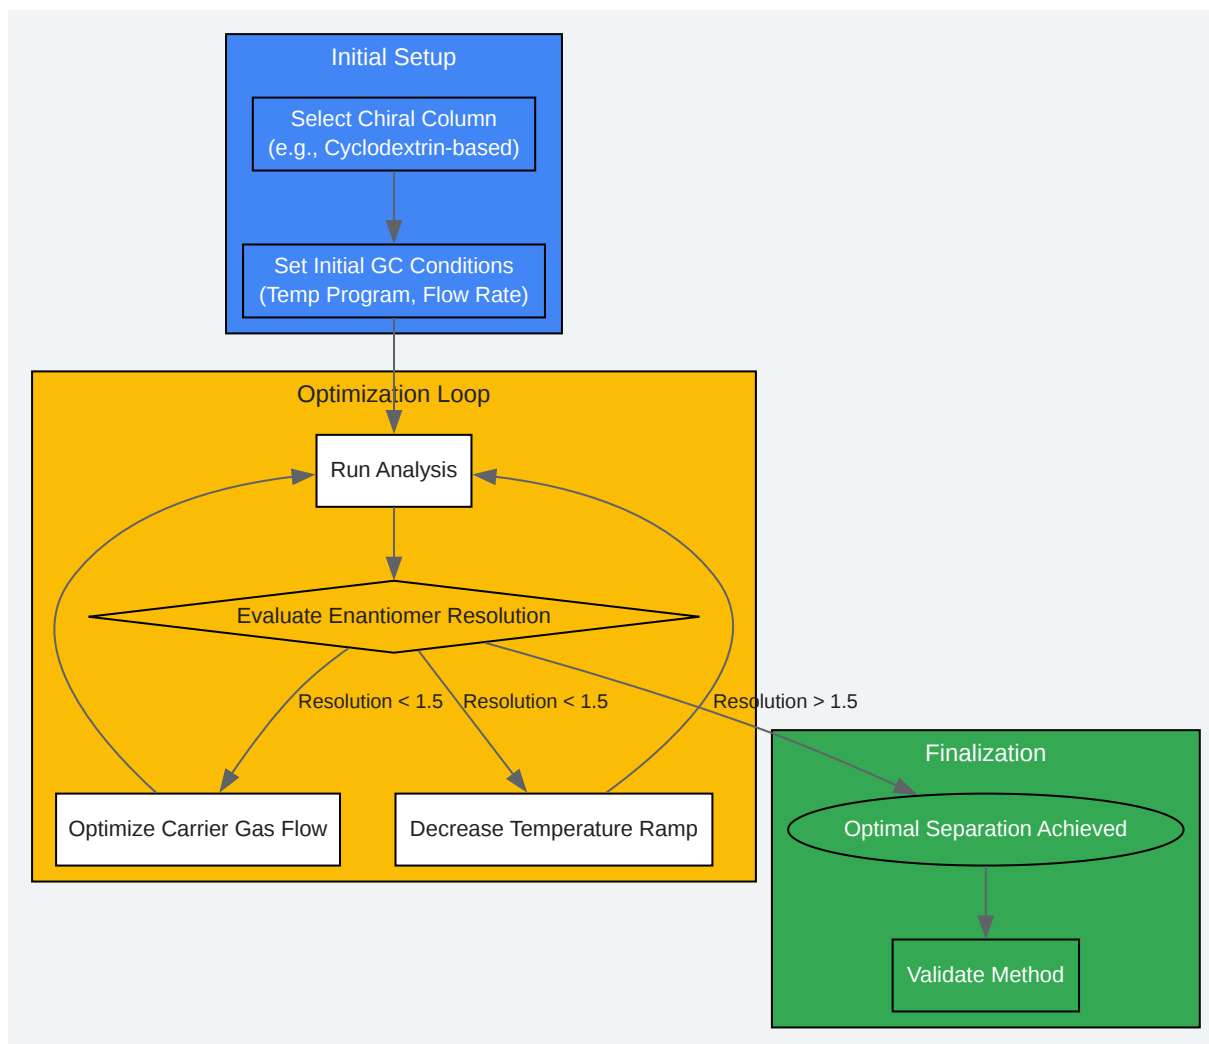 Initial Setup
Select Chiral Column
(e.g., Cyclodextrin-based)
Set Initial GC Conditions
(Temp Program, Flow Rate)
Optimization Loop
Run Analysis
Evaluate Enantiomer Resolution
Resolution < 1.5
Resolution < 1.5
Resolution > 1.5
Optimize Carrier Gas Flow
Decrease Temperature Ramp
Finalization
Optimal Separation Achieved
Validate Method